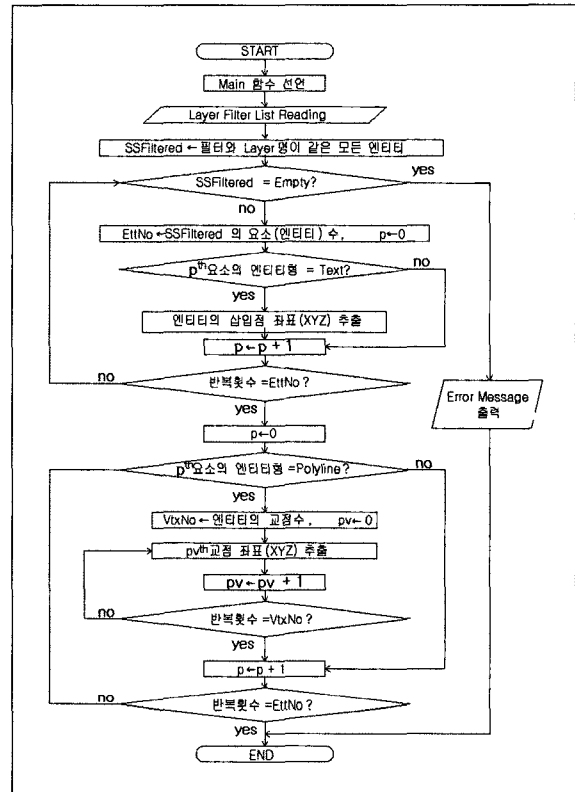 START
Main 함수 선언
Layer Filter List Reading
SSFiltered ← 필터와 Layer명이 같은 모든 엔티티
yes
SSFiltered = Empty?
no
EttNo←SSFiltered 의 요소(엔티티) 수, p←0
pth요소의 엔티티형 = Text?
no
yes
엔티티의 삽입점 좌표(XYZ) 추출
p←p + 1
no
반복횟수 =EttNo?
yes
Error Message
출력
p←0
pth요소의 엔티티형 =Polyline?
no
yes
VtxNo←엔티티의 교점수, pv←0
pvth교점 좌표(XYZ) 추출
pv←pv + 1
no
반복횟수 =VtxNo?
yes
p←p + 1
no
반복횟수 =EttNo?
yes
END